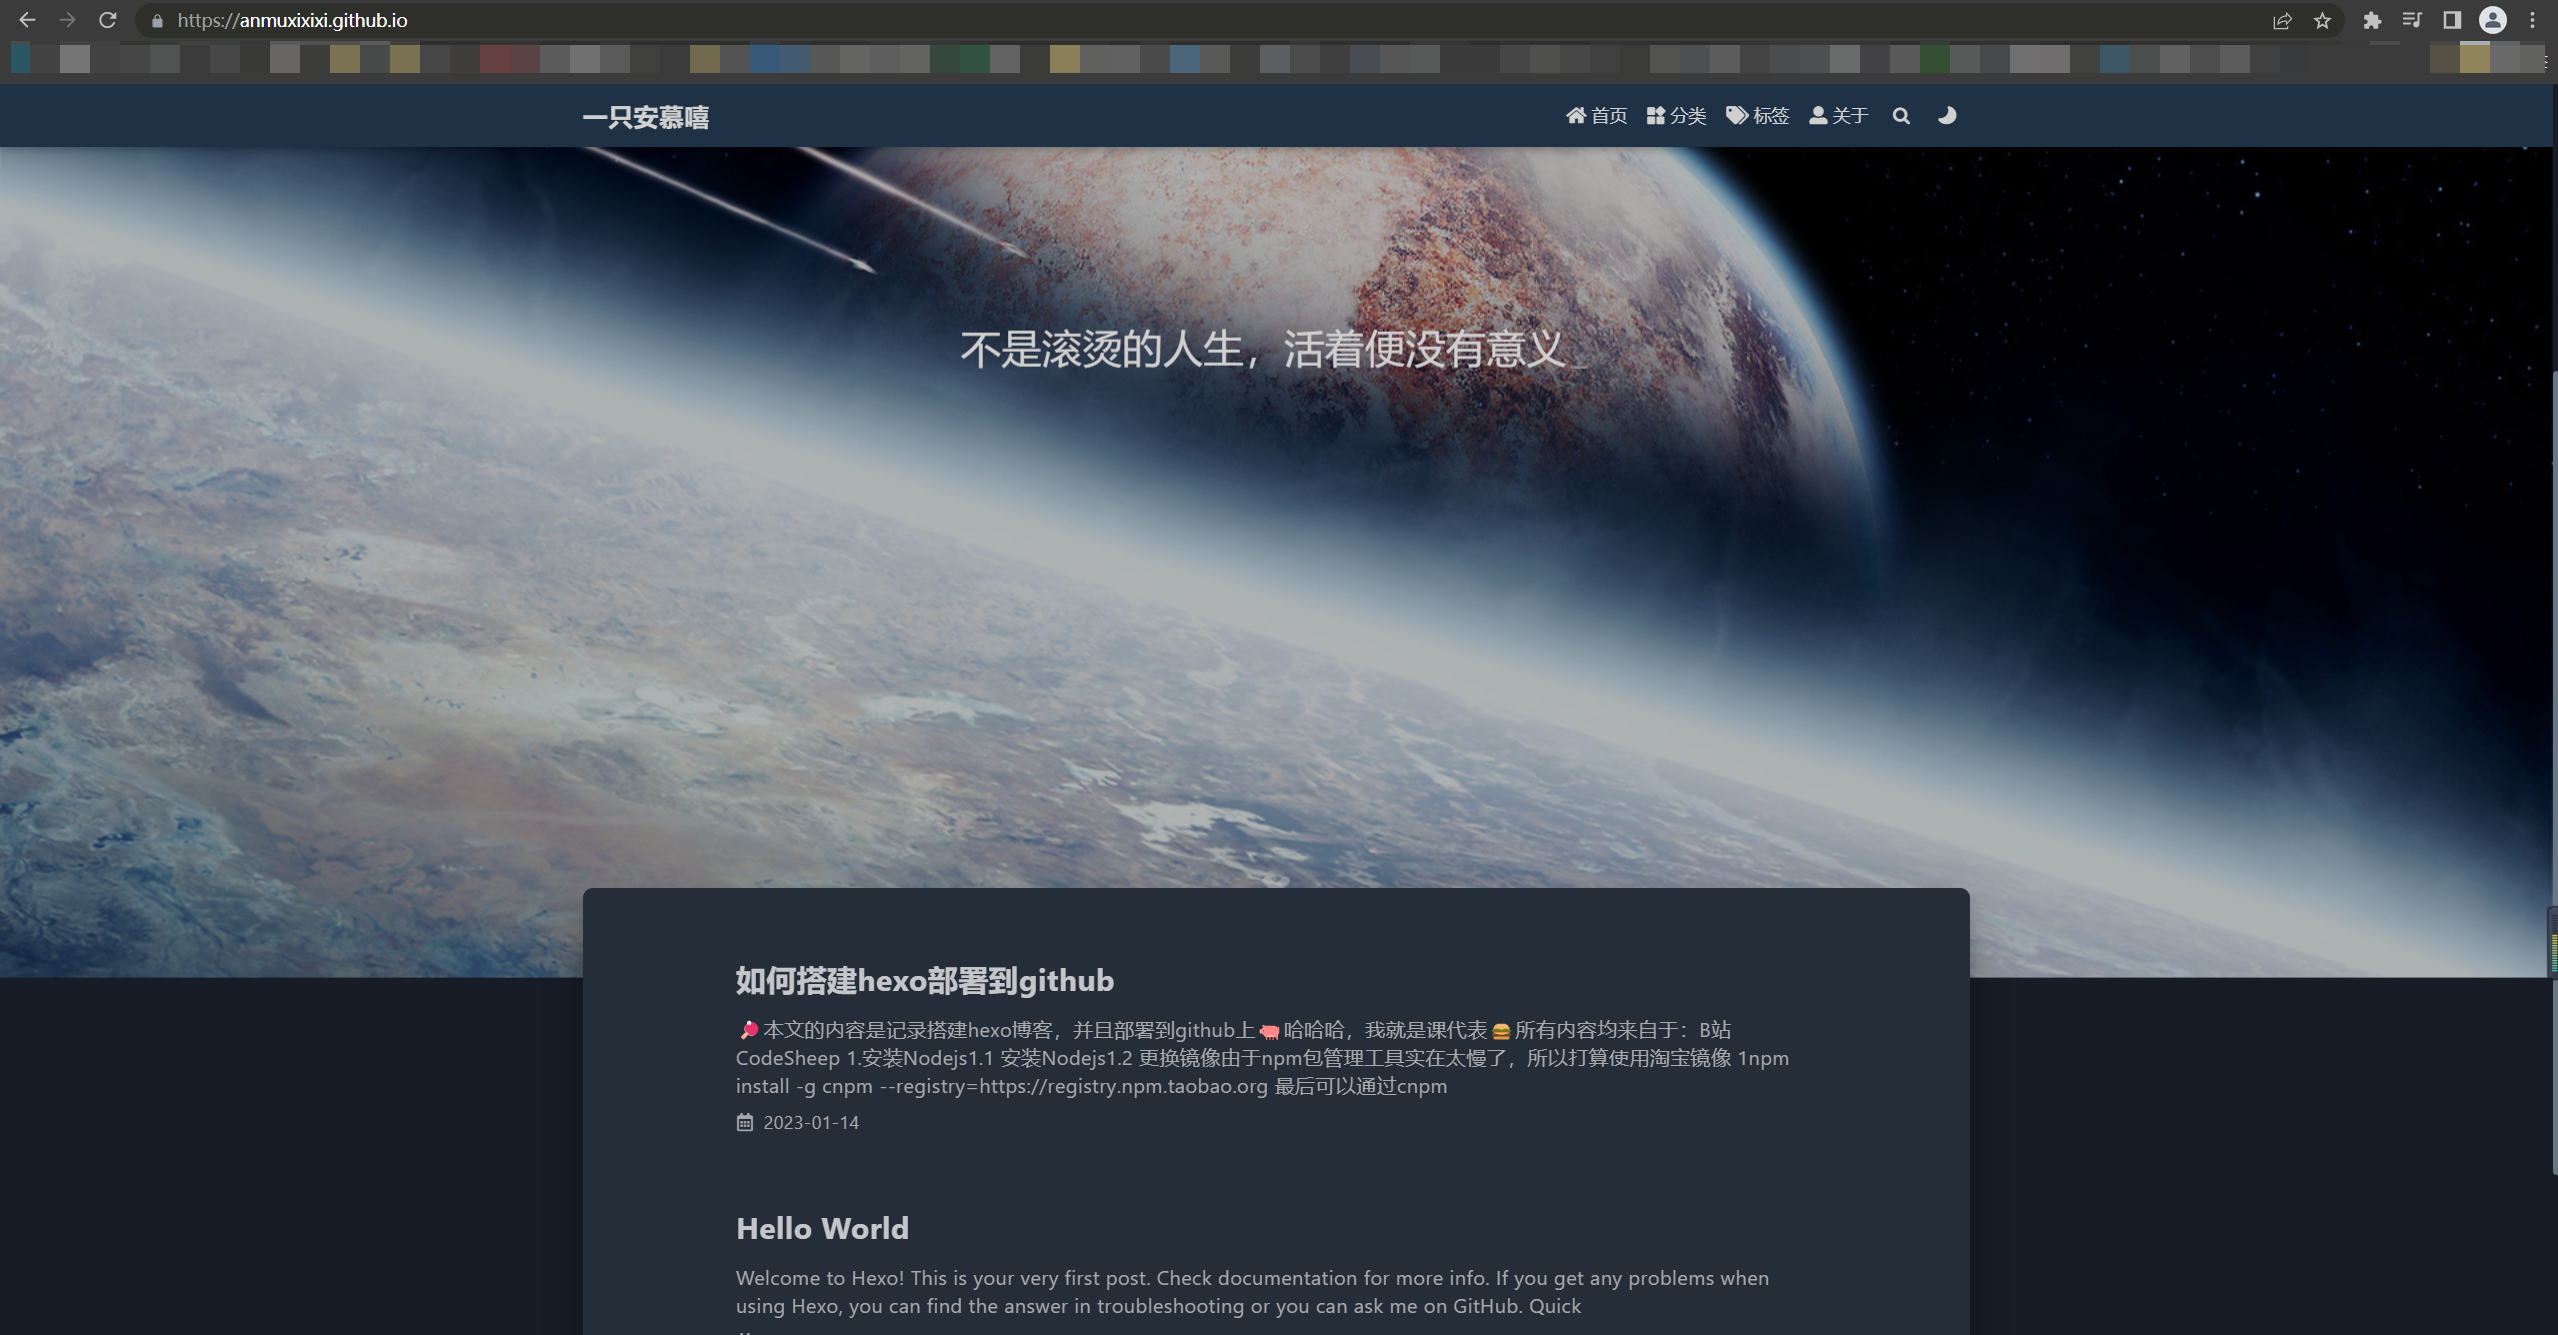 https://anmuxixixi.github.io
一只安慕嘻
首页 分类 标签 关于
不是滚烫的人生，活着便没有意义_
如何搭建hexo部署到github
🏓本文的内容是记录搭建hexo博客，并且部署到github上🐖哈哈哈，我就是课代表🍔所有内容均来自于：B站
CodeSheep 1.安装Nodejs1.1 安装Nodejs1.2 更换镜像由于npm包管理工具实在太慢了，所以打算使用淘宝镜像 1npm
install -g cnpm --registry=https://registry.npm.taobao.org 最后可以通过cnpm
2023-01-14
Hello World
Welcome to Hexo! This is your very first post. Check documentation for more info. If you get any problems when
using Hexo, you can find the answer in troubleshooting or you can ask me on GitHub. Quick